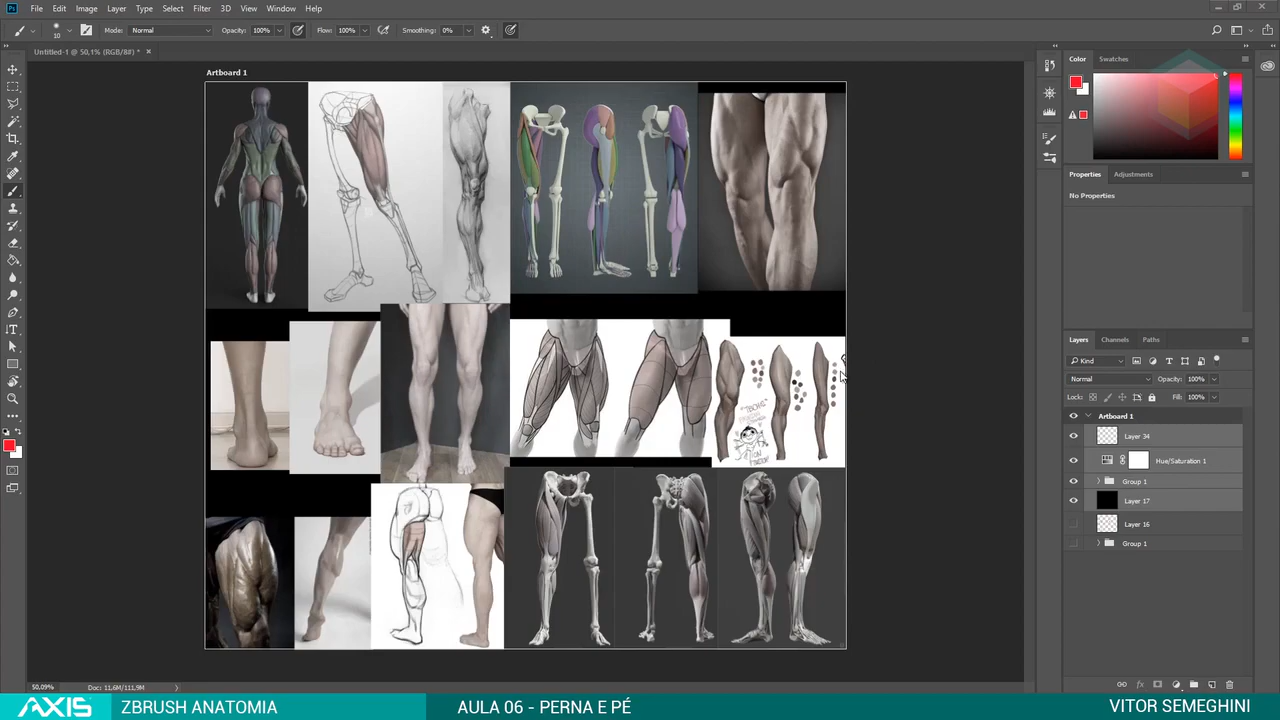 Ps File Edit Image Layer Type Select Filter 3D View Window Help
10 Mode: Normal Opacity: 100% Flow: 100% Smoothing: 0%
Untitled-1 @ 50,1% (RGB/8#) *
Artboard 1
Color Swatches
Properties Adjustments
No Properties
Layers Channels Paths
Kind
Normal Opacity: 100%
Lock: Fill: 100%
Artboard 1
Layer 34
Hue/Saturation 1
Group 1
Layer 17
Layer 16
Group 1
50,09% Doc: 11,6M/111,9M
AXIS ZBRUSH ANATOMIA AULA 06 - PERNA E PÉ VITOR SEMEGHINI